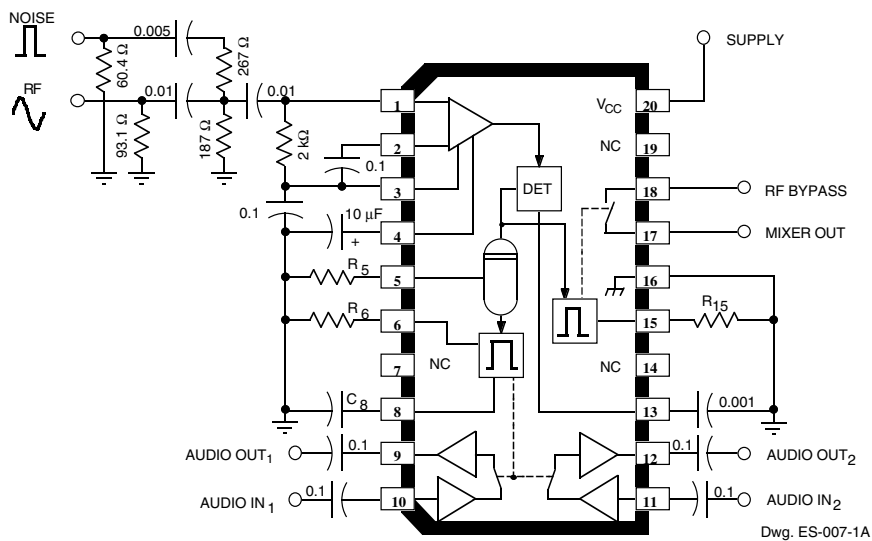 NOISE
0.005
60.4 Ω
267 Ω
RF
0.01
0.01
93.1 Ω
187 Ω
2 kΩ
0.1
0.1
10 µF
+
R5
R6
C8
AUDIO OUT1
0.1
AUDIO IN1
0.1
1
2
3
4
5
6
7
NC
8
9
10
DET
SUPPLY
VCC
20
NC
19
18
RF BYPASS
17
MIXER OUT
16
R15
15
NC
14
13
0.001
12
0.1
AUDIO OUT2
11
0.1
AUDIO IN2
Dwg. ES-007-1A